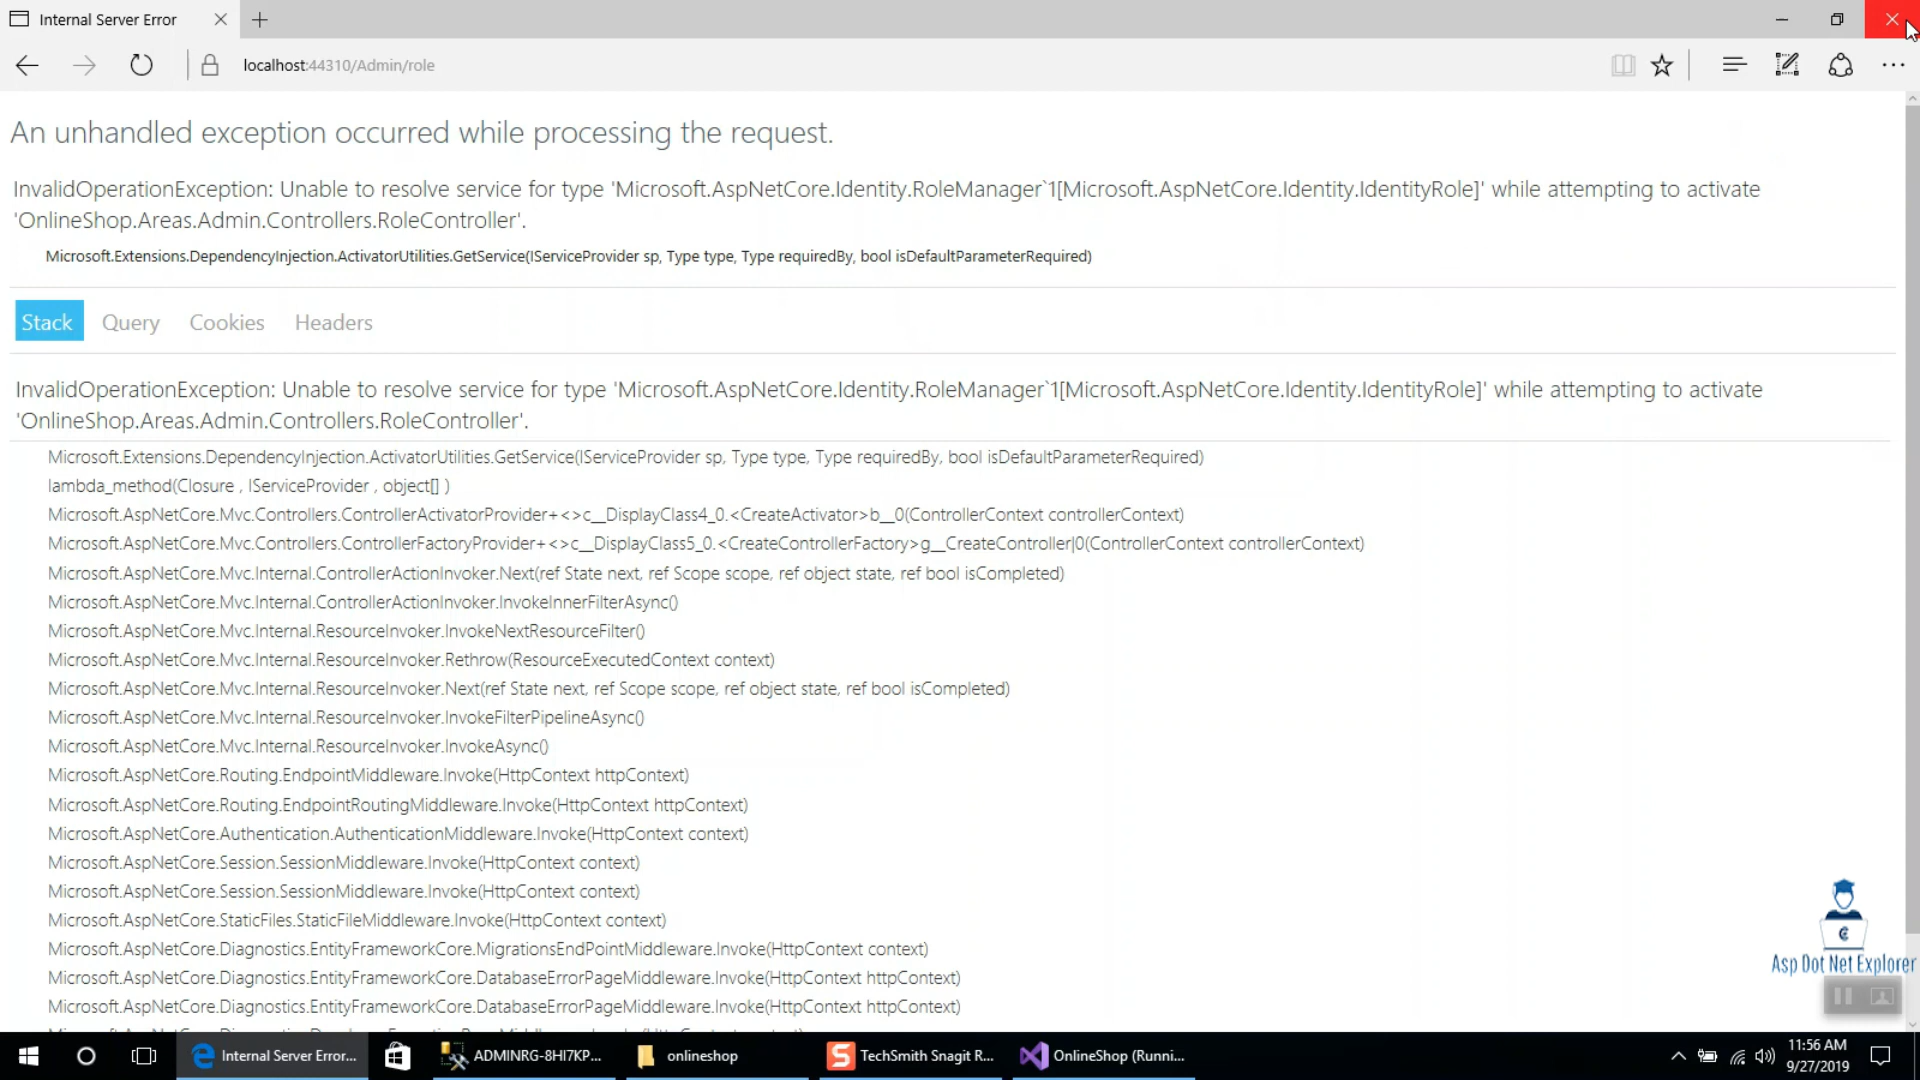 Internal Server Error
localhost:44310/Admin/role
An unhandled exception occurred while processing the request.
InvalidOperationException: Unable to resolve service for type 'Microsoft.AspNetCore.Identity.RoleManager`1[Microsoft.AspNetCore.Identity.IdentityRole]' while attempting to activate
'OnlineShop.Areas.Admin.Controllers.RoleController'.
Microsoft.Extensions.DependencyInjection.ActivatorUtilities.GetService(IServiceProvider sp, Type type, Type requiredBy, bool isDefaultParameterRequired)
Stack Query Cookies Headers
InvalidOperationException: Unable to resolve service for type 'Microsoft.AspNetCore.Identity.RoleManager`1[Microsoft.AspNetCore.Identity.IdentityRole]' while attempting to activate
'OnlineShop.Areas.Admin.Controllers.RoleController'.
Microsoft.Extensions.DependencyInjection.ActivatorUtilities.GetService(IServiceProvider sp, Type type, Type requiredBy, bool isDefaultParameterRequired)
lambda_method(Closure , IServiceProvider , object[] )
Microsoft.AspNetCore.Mvc.Controllers.ControllerActivatorProvider+<>c__DisplayClass4_0.<CreateActivator>b__0(ControllerContext controllerContext)
Microsoft.AspNetCore.Mvc.Controllers.ControllerFactoryProvider+<>c__DisplayClass5_0.<CreateControllerFactory>g__CreateController|0(ControllerContext controllerContext)
Microsoft.AspNetCore.Mvc.Internal.ControllerActionInvoker.Next(ref State next, ref Scope scope, ref object state, ref bool isCompleted)
Microsoft.AspNetCore.Mvc.Internal.ControllerActionInvoker.InvokeInnerFilterAsync()
Microsoft.AspNetCore.Mvc.Internal.ResourceInvoker.InvokeNextResourceFilter()
Microsoft.AspNetCore.Mvc.Internal.ResourceInvoker.Rethrow(ResourceExecutedContext context)
Microsoft.AspNetCore.Mvc.Internal.ResourceInvoker.Next(ref State next, ref Scope scope, ref object state, ref bool isCompleted)
Microsoft.AspNetCore.Mvc.Internal.ResourceInvoker.InvokeFilterPipelineAsync()
Microsoft.AspNetCore.Mvc.Internal.ResourceInvoker.InvokeAsync()
Microsoft.AspNetCore.Routing.EndpointMiddleware.Invoke(HttpContext httpContext)
Microsoft.AspNetCore.Routing.EndpointRoutingMiddleware.Invoke(HttpContext httpContext)
Microsoft.AspNetCore.Authentication.AuthenticationMiddleware.Invoke(HttpContext context)
Microsoft.AspNetCore.Session.SessionMiddleware.Invoke(HttpContext context)
Microsoft.AspNetCore.Session.SessionMiddleware.Invoke(HttpContext context)
Microsoft.AspNetCore.StaticFiles.StaticFileMiddleware.Invoke(HttpContext context)
Microsoft.AspNetCore.Diagnostics.EntityFrameworkCore.MigrationsEndPointMiddleware.Invoke(HttpContext context)
Microsoft.AspNetCore.Diagnostics.EntityFrameworkCore.DatabaseErrorPageMiddleware.Invoke(HttpContext httpContext)
Microsoft.AspNetCore.Diagnostics.EntityFrameworkCore.DatabaseErrorPageMiddleware.Invoke(HttpContext httpContext)
Asp Dot Net Explorer
Internal Server Error...
ADMINRG-8HI7KP...
onlineshop
TechSmith Snagit R...
OnlineShop (Runni...
11:56 AM
9/27/2019